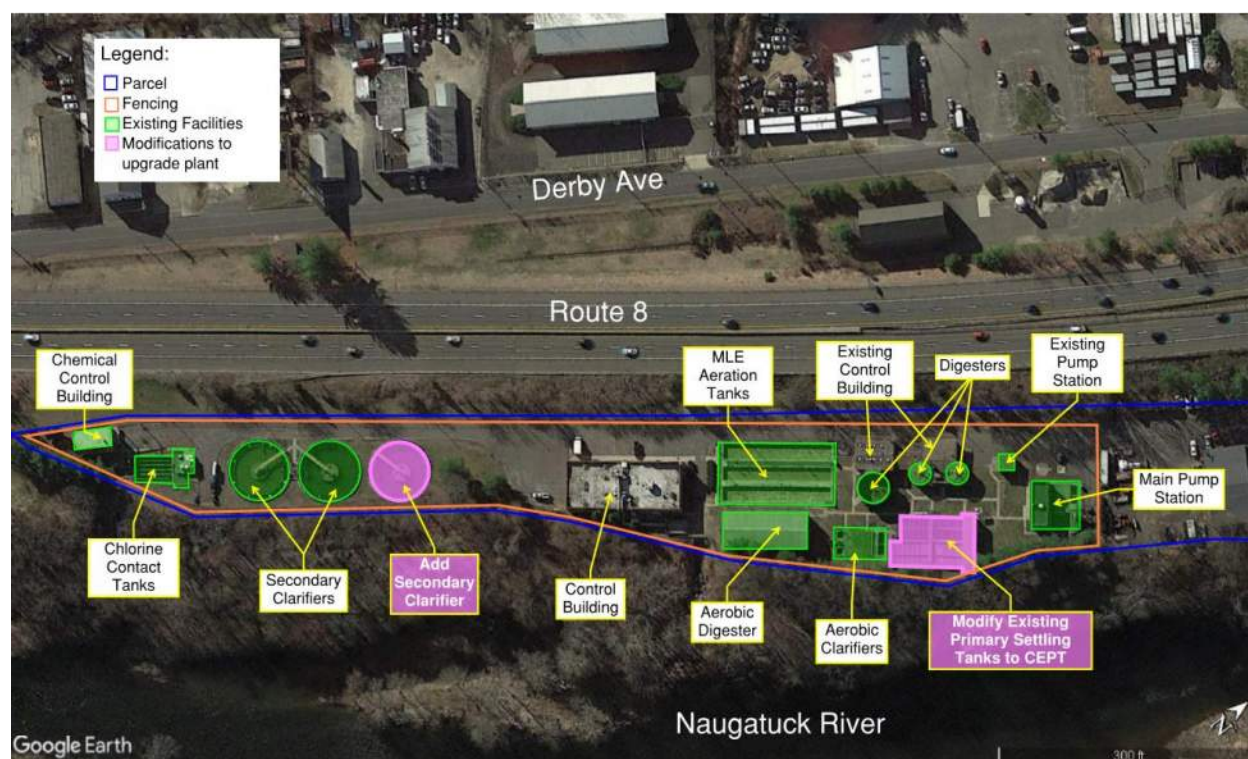 Legend:
Parcel
Fencing
Existing Facilities
Modifications to
upgrade plant
Derby Ave
Route 8
Chemical
Control
Building
MLE
Aeration
Tanks
Existing
Control
Building
Digesters
Existing
Pump
Station
Main Pump
Station
Chlorine
Contact
Tanks
Secondary
Clarifiers
Add
Secondary
Clarifier
Control
Building
Aerobic
Digester
Aerobic
Clarifiers
Modify Existing
Primary Settling
Tanks to CEPT
Naugatuck River
N
Google Earth
300 ft